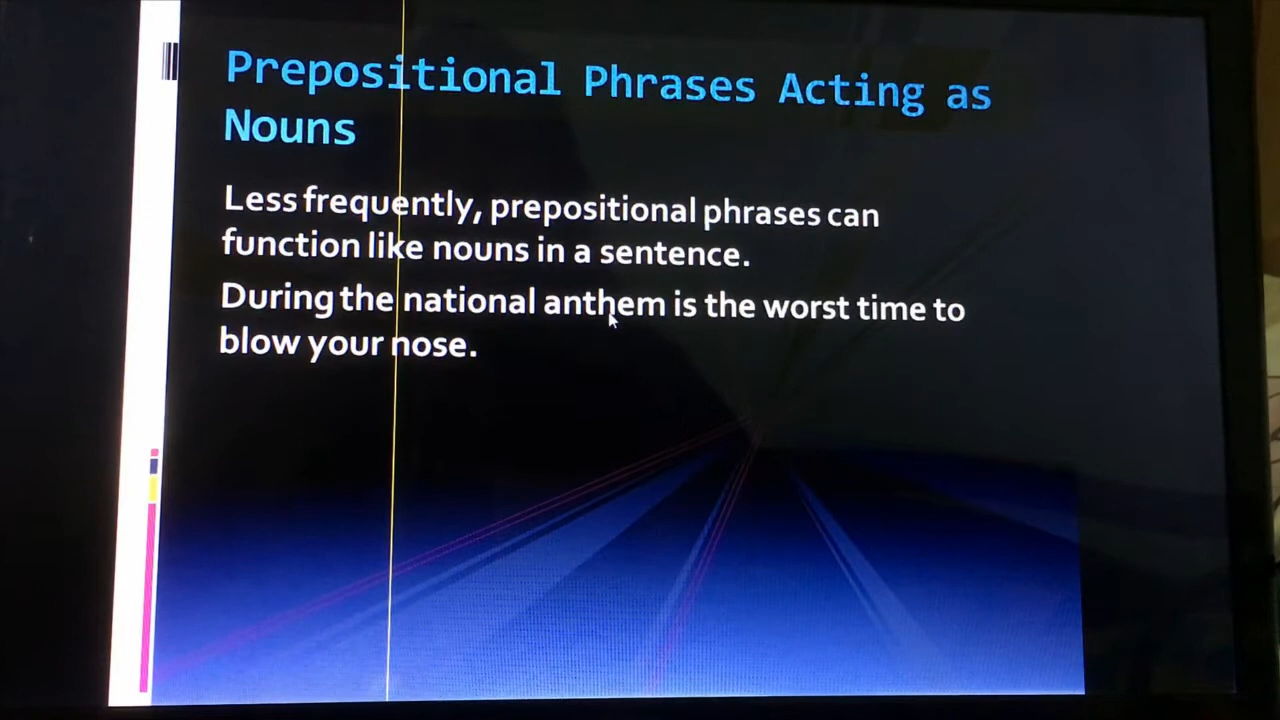 Prepositional Phrases Acting as
Nouns
Less frequently, prepositional phrases can
function like nouns in a sentence.
During the national anthem is the worst time to
blow your nose.